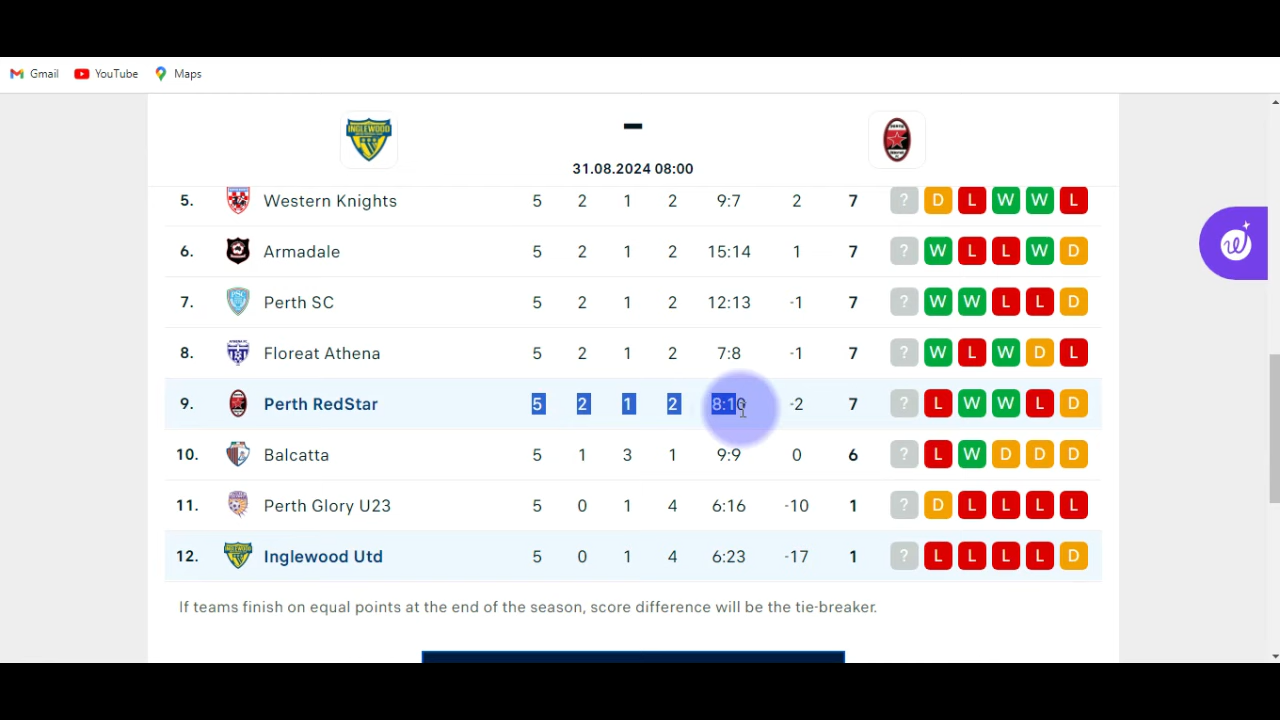 Gmail YouTube Maps
INGLEWOOD
31.08.2024 08:00
5. Western Knights 5 2 1 2 9:7 2 7 ? D L W W L
6. Armadale 5 2 1 2 15:14 1 7 ? W L L W D
7. Perth SC 5 2 1 2 12:13 -1 7 ? W W L L D
8. Floreat Athena 5 2 1 2 7:8 -1 7 ? W L W D L
9. Perth RedStar 5 2 1 2 8:10 -2 7 ? L W W L D
10. Balcatta 5 1 3 1 9:9 0 6 ? L W D D D
11. Perth Glory U23 5 0 1 4 6:16 -10 1 ? D L L L L
12. Inglewood Utd 5 0 1 4 6:23 -17 1 ? L L L L D
If teams finish on equal points at the end of the season, score difference will be the tie-breaker.